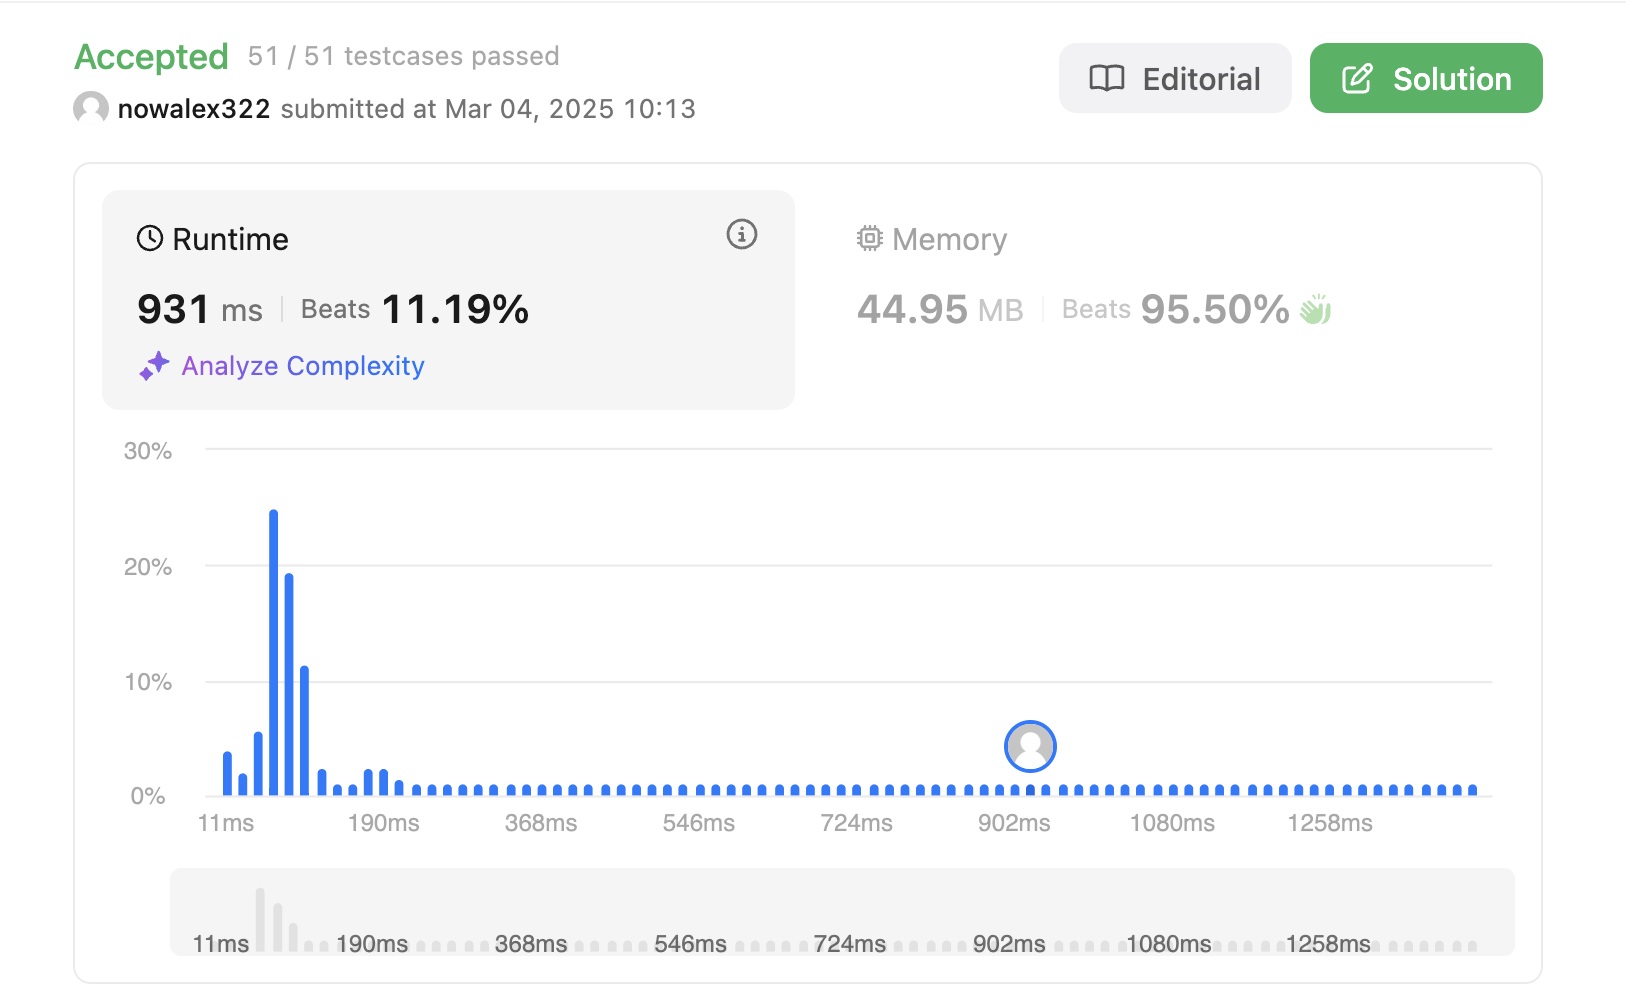 Accepted 51 / 51 testcases passed
nowalex322 submitted at Mar 04, 2025 10:13
Editorial
Solution
Runtime
931 ms Beats 11.19%
Analyze Complexity
Memory
44.95 MB Beats 95.50%
30%
20%
10%
0%
11ms 190ms 368ms 546ms 724ms 902ms 1080ms 1258ms
11ms 190ms 368ms 546ms 724ms 902ms 1080ms 1258ms